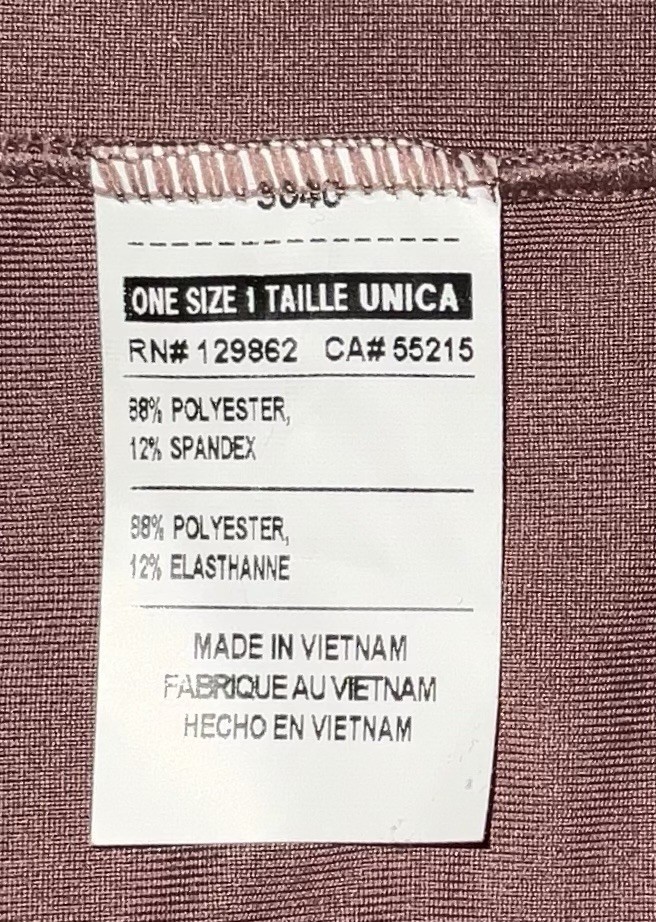 ONE SIZE 1 TAILLE UNICA
RN# 129862 CA# 55215
88% POLYESTER,
12% SPANDEX
88% POLYESTER,
12% ELASTHANNE
MADE IN VIETNAM
FABRIQUE AU VIETNAM
HECHO EN VIETNAM